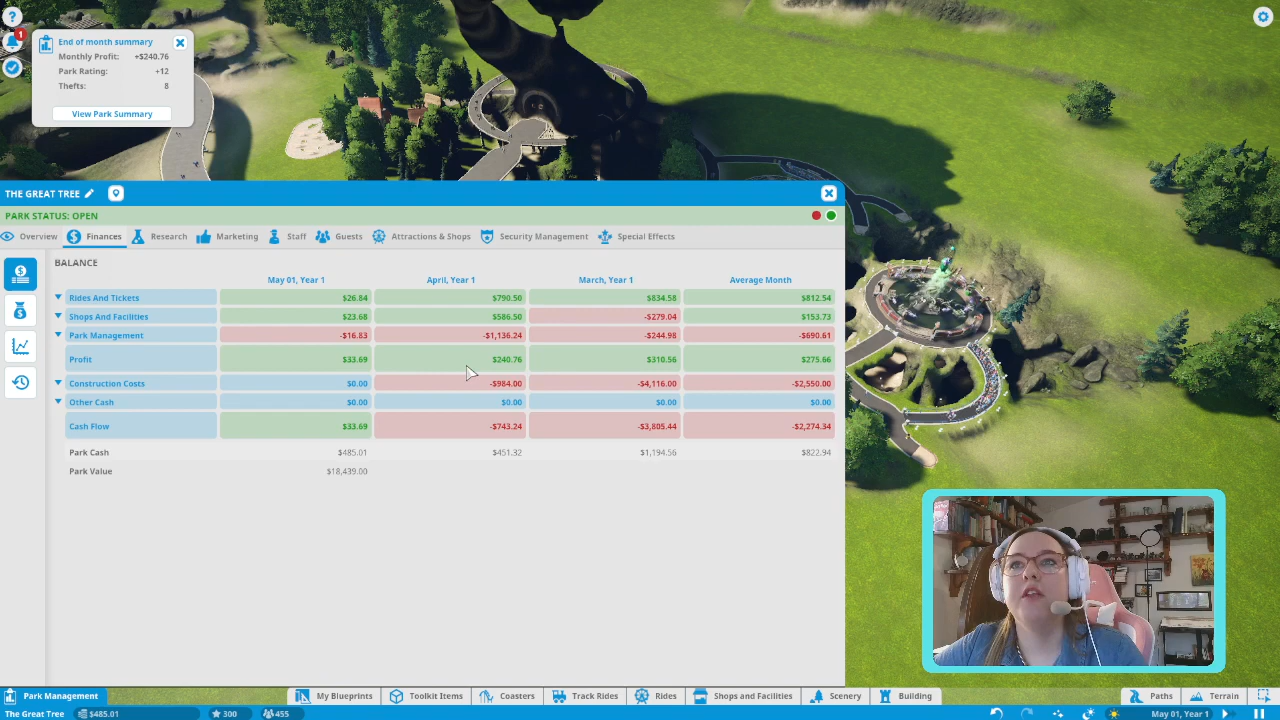 ?
1
End of month summary
Monthly Profit: +$240.76
Park Rating: +12
Thefts: 8
View Park Summary
THE GREAT TREE
PARK STATUS: OPEN
Overview Finances Research Marketing Staff Guests Attractions & Shops Security Management Special Effects
BALANCE
May 01, Year 1 April, Year 1 March, Year 1 Average Month
Rides And Tickets $26.84 $790.50 $834.58 $812.54
Shops And Facilities $23.68 $586.50 -$279.04 $153.73
Park Management -$16.83 -$1,136.24 -$244.98 -$690.61
Profit $33.69 $240.76 $310.56 $275.66
Construction Costs $0.00 -$984.00 -$4,116.00 -$2,550.00
Other Cash $0.00 $0.00 $0.00 $0.00
Cash Flow $33.69 -$743.24 -$3,805.44 -$2,274.34
Park Cash $485.01 $451.32 $1,194.56 $822.94
Park Value $18,439.00
Park Management My Blueprints Toolkit Items Coasters Track Rides Rides Shops and Facilities Scenery Building Paths Terrain
The Great Tree $485.01 300 455 May 01, Year 1